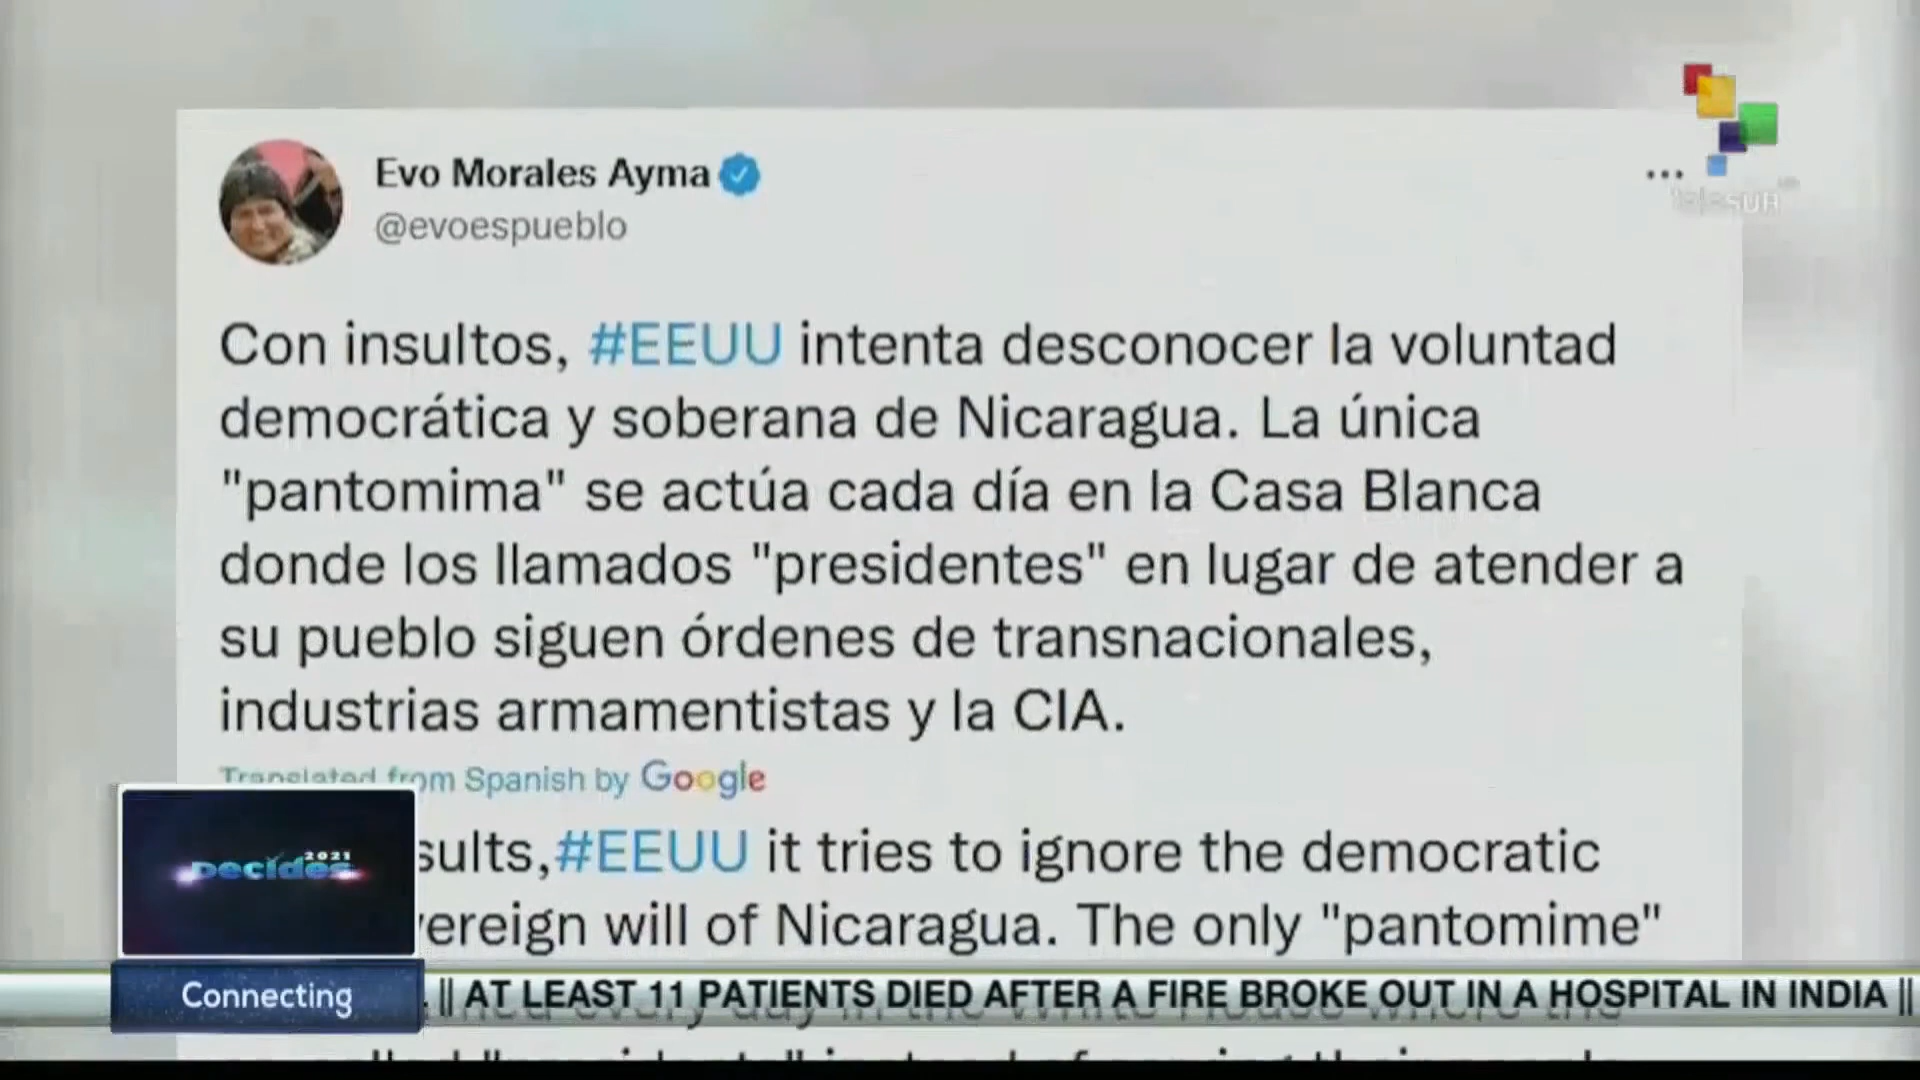 Evo Morales Ayma
@evoespueblo
...
teleSUR
Con insultos, #EEUU intenta desconocer la voluntad
democrática y soberana de Nicaragua. La única
"pantomima" se actúa cada día en la Casa Blanca
donde los llamados "presidentes" en lugar de atender a
su pueblo siguen órdenes de transnacionales,
industrias armamentistas y la CIA.
Translated from Spanish by Google
sults, #EEUU it tries to ignore the democratic
vereign will of Nicaragua. The only "pantomime"
2021
Decides
Connecting
|| AT LEAST 11 PATIENTS DIED AFTER A FIRE BROKE OUT IN A HOSPITAL IN INDIA ||